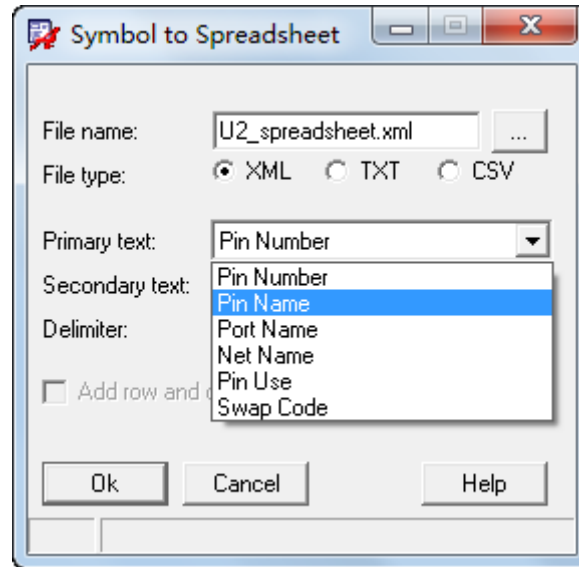 Symbol to Spreadsheet
File name: U2_spreadsheet.xml ...
File type: XML TXT CSV
Primary text: Pin Number
Pin Number
Secondary text:
Pin Name
Delimiter:
Port Name
Net Name
Pin Use
Add row and
Swap Code
Ok Cancel Help